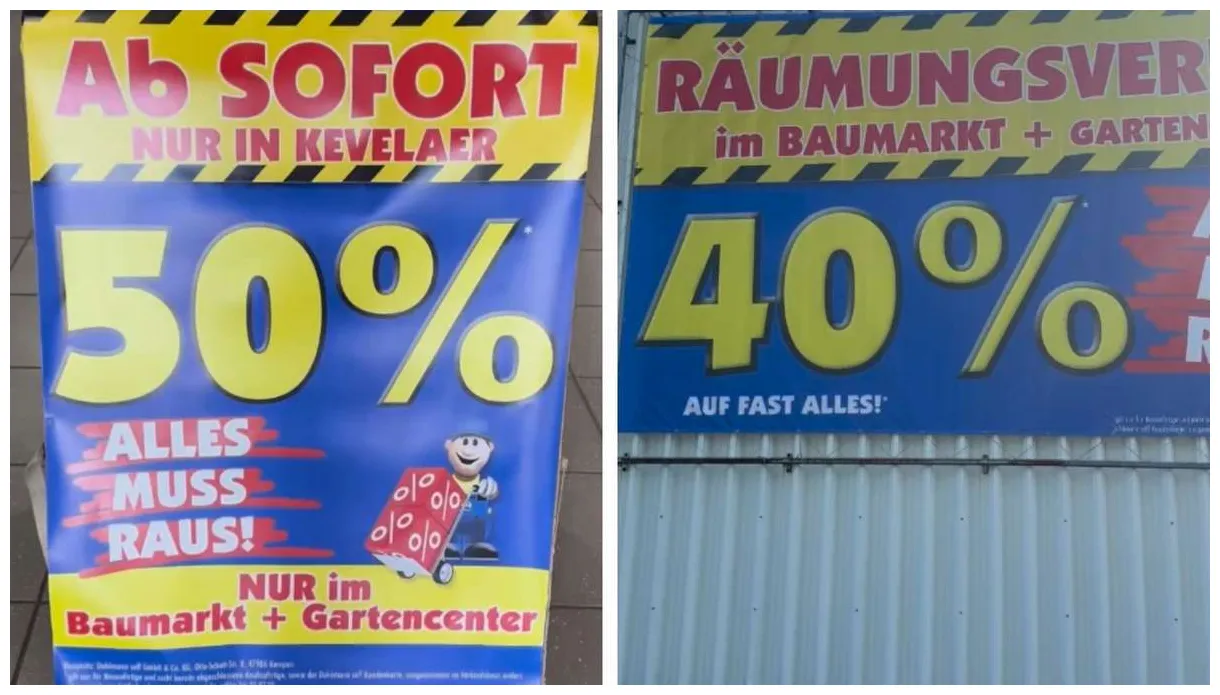 Ab SOFORT
NUR IN KEVELAER
50%*
ALLES
MUSS
RAUS!
NUR im
Baumarkt + Gartencenter
RÄUMUNGSVER
im BAUMARKT + GARTEN
40%*
AUF FAST ALLES!*
R